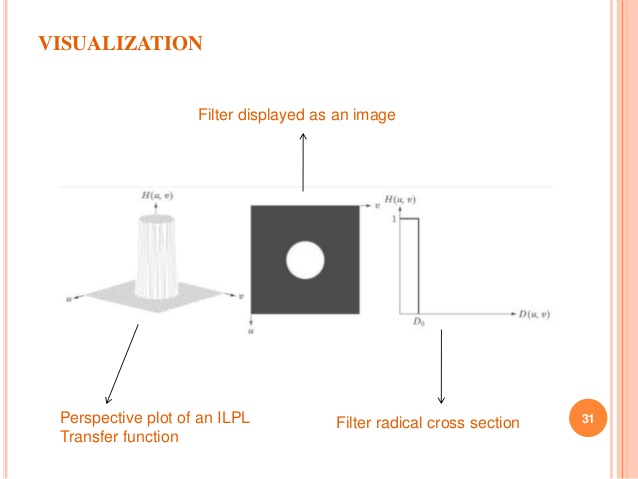 VISUALIZATION
Filter displayed as an image
H(u, v)
u
v
v
u
H(u, v)
1
D0
D(u, v)
Perspective plot of an ILPL
Transfer function
Filter radical cross section
31